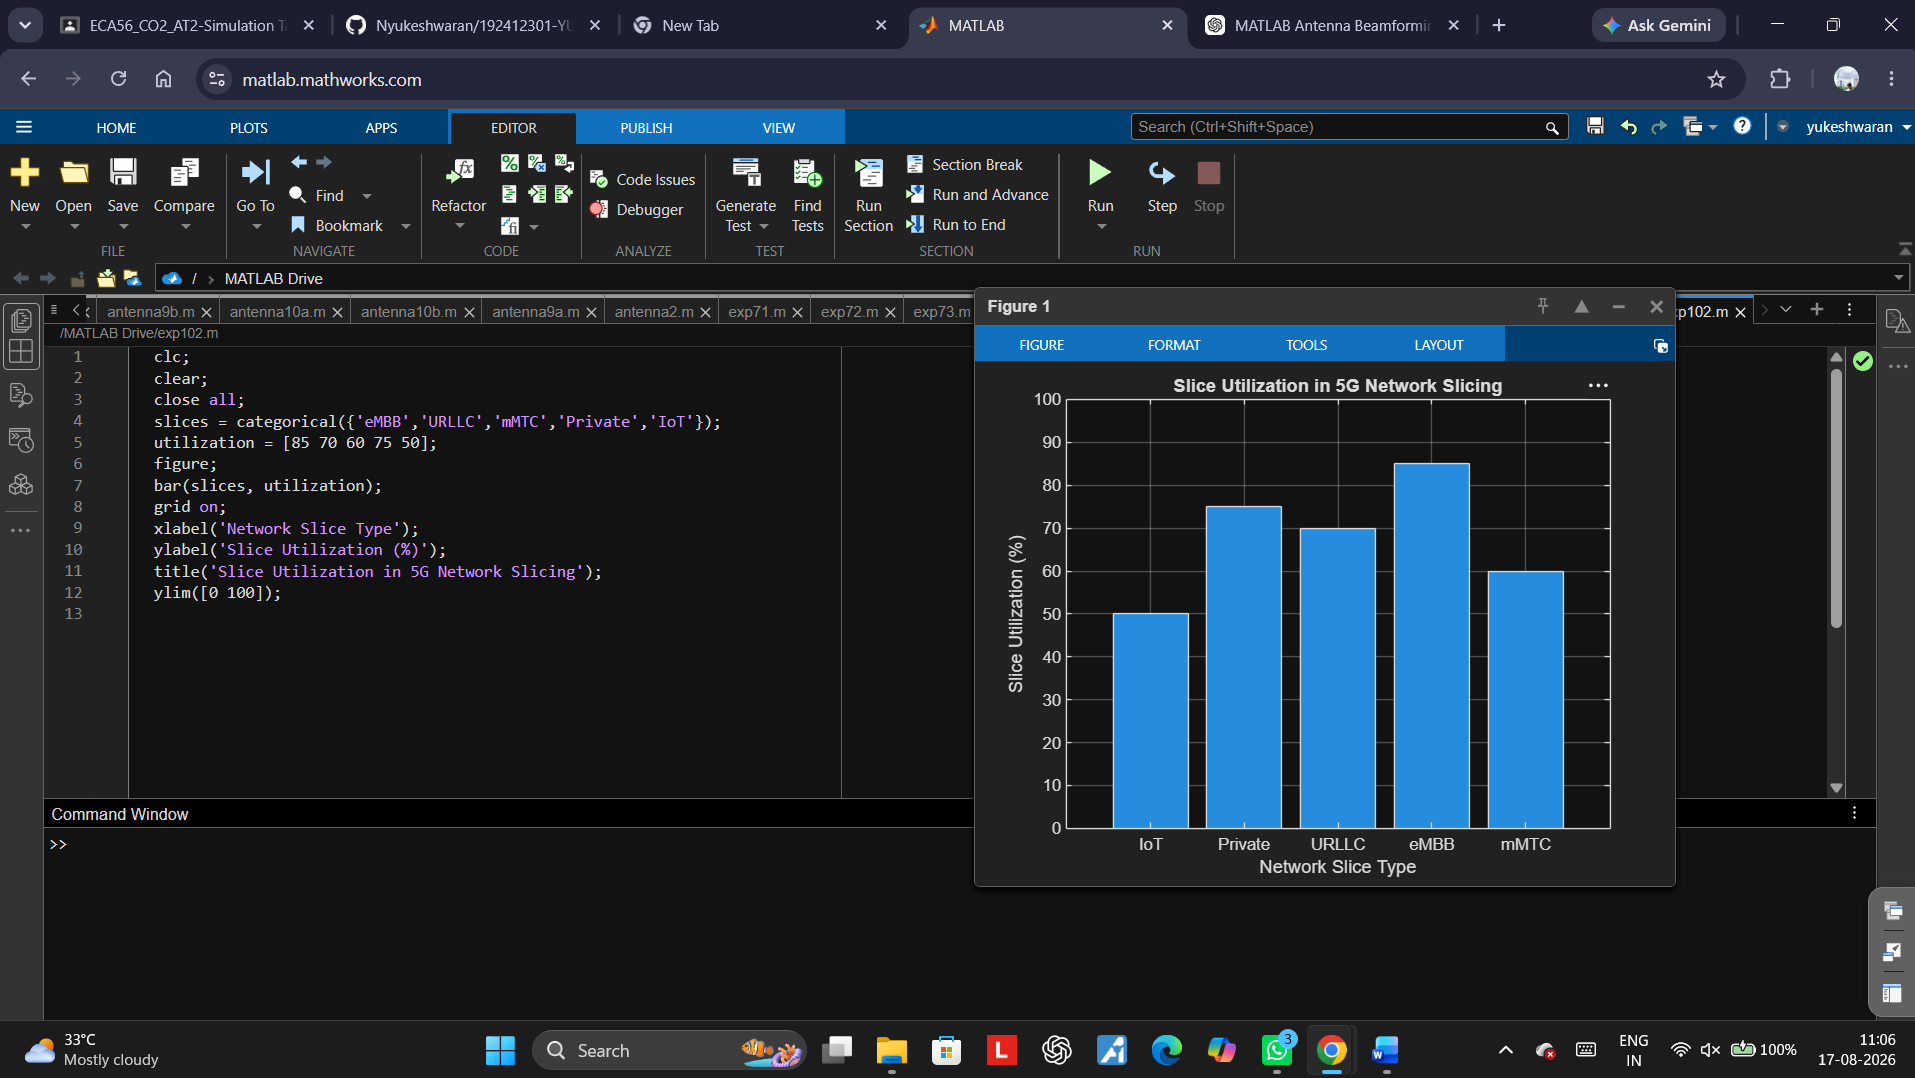 ECA56_CO2_AT2-Simulation T
Nyukeshwaran/192412301-YU
New Tab
MATLAB
MATLAB Antenna Beamformin
Ask Gemini
matlab.mathworks.com
HOME
PLOTS
APPS
EDITOR
PUBLISH
VIEW
Search (Ctrl+Shift+Space)
yukeshwaran
New
Open
Save
Compare
FILE
Go To
Find
Bookmark
NAVIGATE
Refactor
CODE
Code Issues
Debugger
ANALYZE
Generate Test
Find Tests
TEST
Run Section
Section Break
Run and Advance
Run to End
SECTION
Run
Step
Stop
RUN
/ › MATLAB Drive
antenna9b.m
antenna10a.m
antenna10b.m
antenna9a.m
antenna2.m
exp71.m
exp72.m
exp73.m
xp102.m
/MATLAB Drive/exp102.m
1 clc;
2 clear;
3 close all;
4 slices = categorical({'eMBB','URLLC','mMTC','Private','IoT'});
5 utilization = [85 70 60 75 50];
6 figure;
7 bar(slices, utilization);
8 grid on;
9 xlabel('Network Slice Type');
10 ylabel('Slice Utilization (%)');
11 title('Slice Utilization in 5G Network Slicing');
12 ylim([0 100]);
13
Figure 1
FIGURE
FORMAT
TOOLS
LAYOUT
Slice Utilization in 5G Network Slicing
100
90
80
70
60
50
40
30
20
10
0
Slice Utilization (%)
IoT
Private
URLLC
eMBB
mMTC
Network Slice Type
Command Window
>>
33°C
Mostly cloudy
Search
3
ENG
IN
100%
11:06
17-08-2026